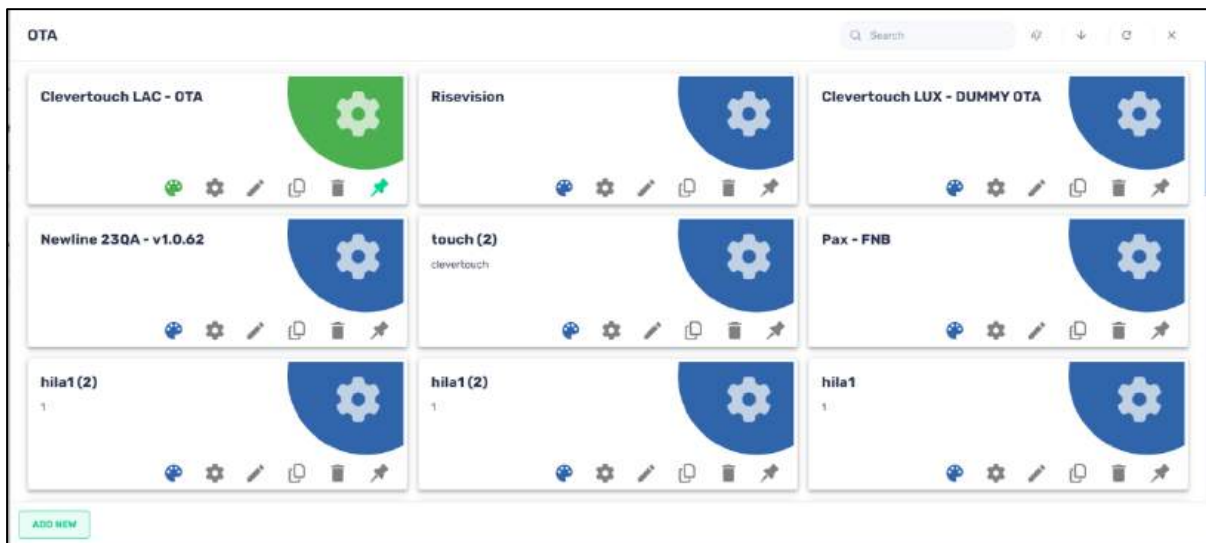 OTA
Search
Clevertouch LAC - OTA
Risevision
Clevertouch LUX - DUMMY OTA
Newline 23QA - v1.0.62
touch (2)
clevertouch
Pax - FNB
hila1 (2)
1
hila1 (2)
1
hila1
1
ADD NEW